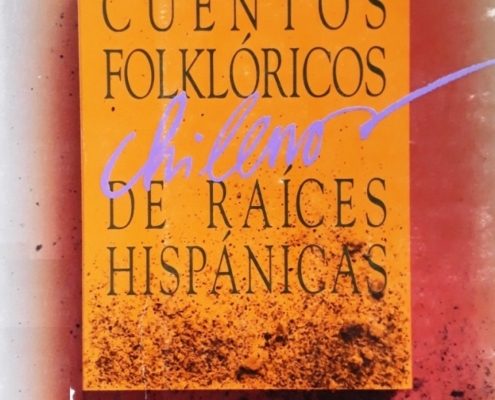 CUENTOS
FOLKLÓRICOS
chilenos
DE RAÍCES
HISPÁNICAS